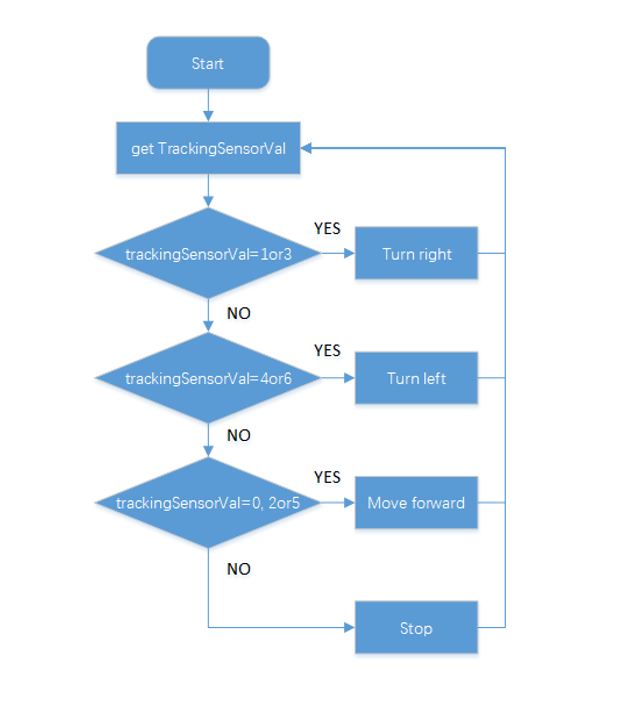 Start
get TrackingSensorVal
trackingSensorVal=1or3
YES
Turn right
NO
trackingSensorVal=4or6
YES
Turn left
NO
trackingSensorVal=0, 2or5
YES
Move forward
NO
Stop